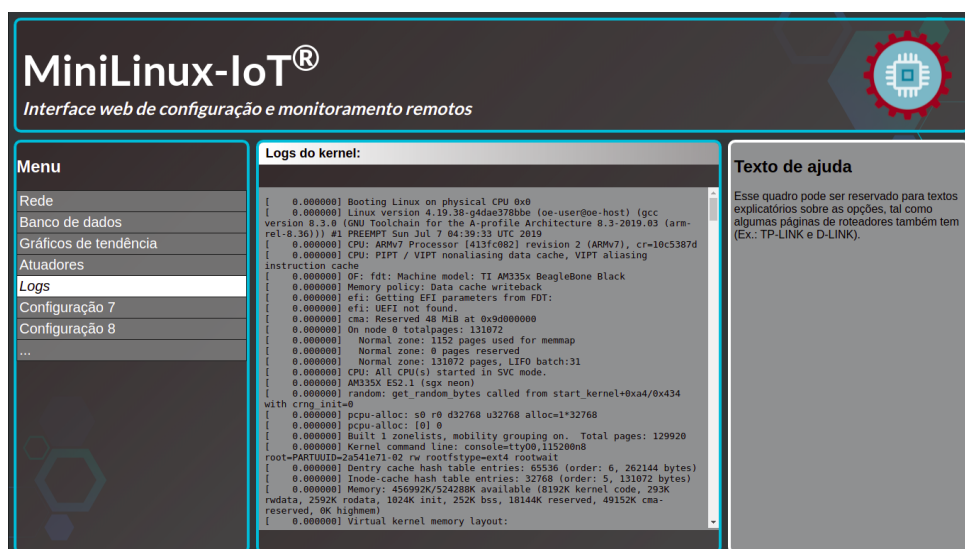 MiniLinux-IoT®
Interface web de configuração e monitoramento remotos
Menu
Rede
Banco de dados
Gráficos de tendência
Atuadores
Logs
Configuração 7
Configuração 8
...
Logs do kernel:
[    0.000000] Booting Linux on physical CPU 0x0
[    0.000000] Linux version 4.19.38-g4dae378bbe (oe-user@oe-host) (gcc
version 8.3.0 (GNU Toolchain for the A-profile Architecture 8.3-2019.03 (arm-
rel-8.36))) #1 PREEMPT Sun Jul 7 04:39:33 UTC 2019
[    0.000000] CPU: ARMv7 Processor [413fc082] revision 2 (ARMv7), cr=10c5387d
[    0.000000] CPU: PIPT / VIPT nonaliasing data cache, VIPT aliasing
instruction cache
[    0.000000] OF: fdt: Machine model: TI AM335x BeagleBone Black
[    0.000000] Memory policy: Data cache writeback
[    0.000000] efi: Getting EFI parameters from FDT:
[    0.000000] efi: UEFI not found.
[    0.000000] cma: Reserved 48 MiB at 0x9d000000
[    0.000000] On node 0 totalpages: 131072
[    0.000000]   Normal zone: 1152 pages used for memmap
[    0.000000]   Normal zone: 0 pages reserved
[    0.000000]   Normal zone: 131072 pages, LIFO batch:31
[    0.000000] CPU: All CPU(s) started in SVC mode.
[    0.000000] AM335X ES2.1 (sgx neon)
[    0.000000] random: get_random_bytes called from start_kernel+0xa4/0x434
with crng_init=0
[    0.000000] pcpu-alloc: s0 r0 d32768 u32768 alloc=1*32768
[    0.000000] pcpu-alloc: [0] 0
[    0.000000] Built 1 zonelists, mobility grouping on.  Total pages: 129920
[    0.000000] Kernel command line: console=ttyO0,115200n8
root=PARTUUID=2a541e71-02 rw rootfstype=ext4 rootwait
[    0.000000] Dentry cache hash table entries: 65536 (order: 6, 262144 bytes)
[    0.000000] Inode-cache hash table entries: 32768 (order: 5, 131072 bytes)
[    0.000000] Memory: 456992K/524288K available (8192K kernel code, 293K
rwdata, 2592K rodata, 1024K init, 252K bss, 18144K reserved, 49152K cma-
reserved, 0K highmem)
[    0.000000] Virtual kernel memory layout:
Texto de ajuda
Esse quadro pode ser reservado para textos
explicatórios sobre as opções, tal como
algumas páginas de roteadores também tem
(Ex.: TP-LINK e D-LINK).